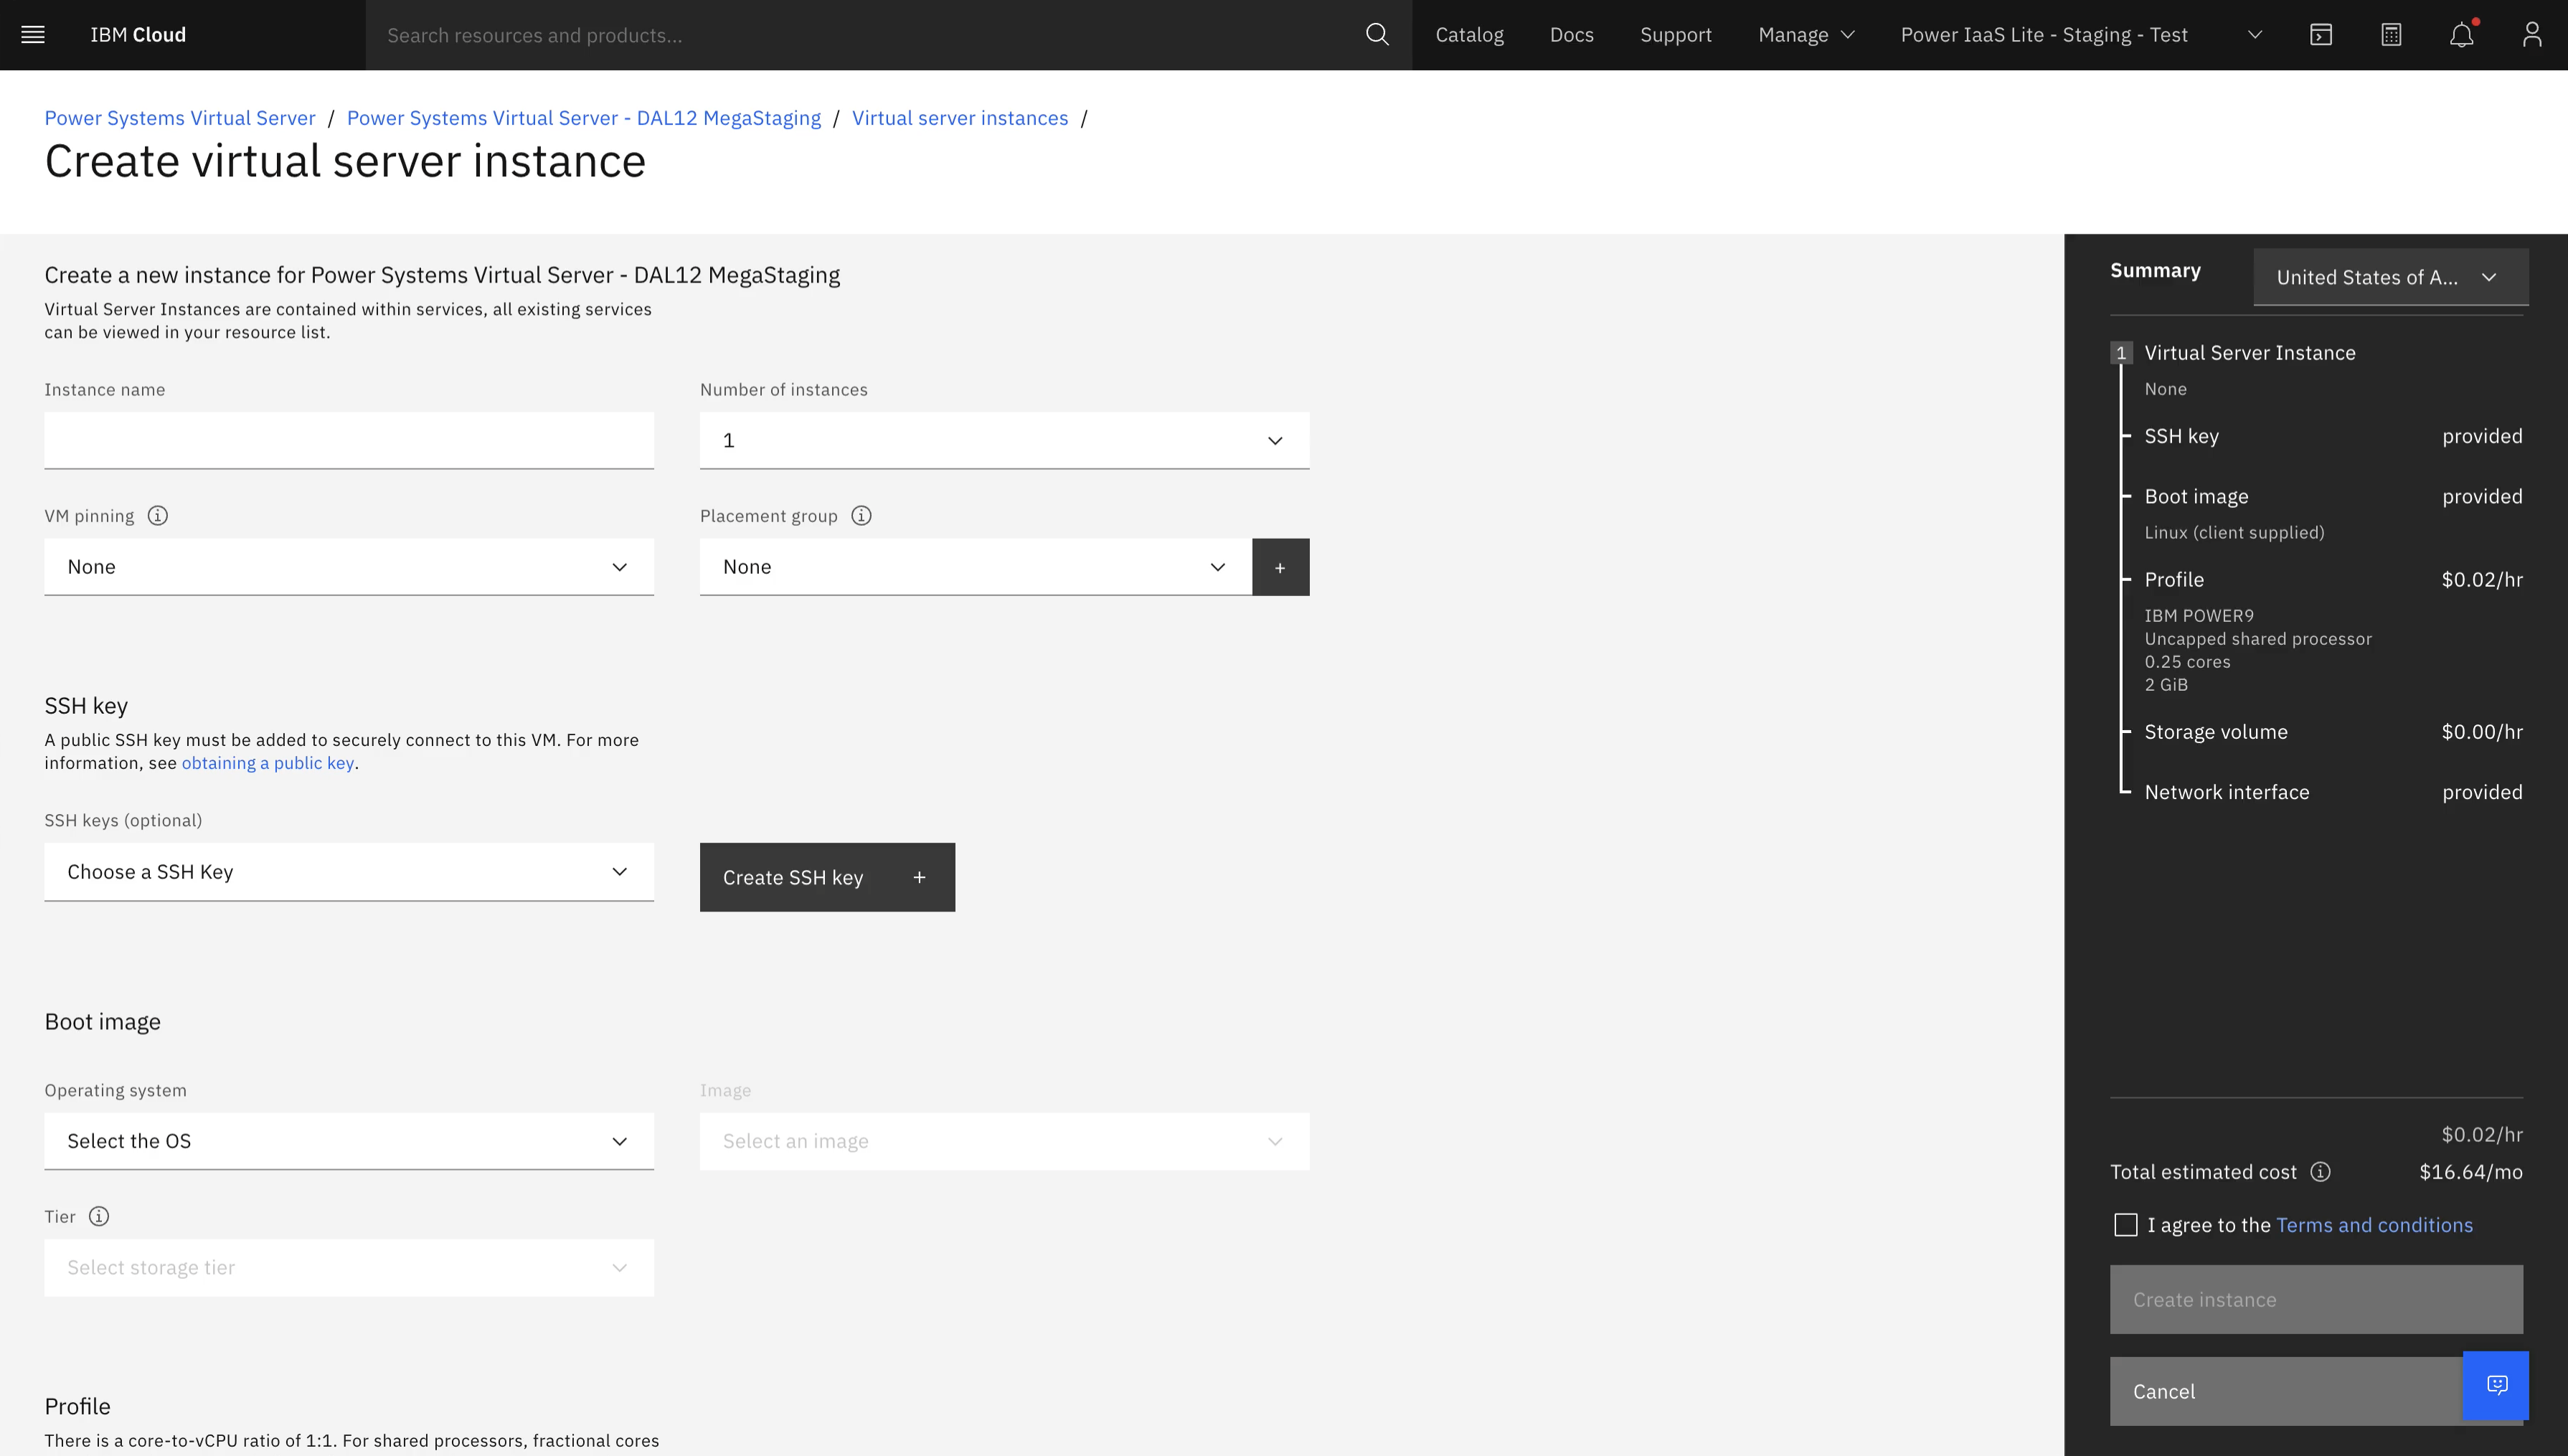 IBM Cloud
Search resources and products...
Catalog
Docs
Support
Manage
Power IaaS Lite - Staging - Test
Power Systems Virtual Server / Power Systems Virtual Server - DAL12 MegaStaging / Virtual server instances /
Create virtual server instance
Create a new instance for Power Systems Virtual Server - DAL12 MegaStaging
Virtual Server Instances are contained within services, all existing services
can be viewed in your resource list.
Instance name
Number of instances
1
VM pinning
Placement group
None
None
+
SSH key
A public SSH key must be added to securely connect to this VM. For more
information, see obtaining a public key.
SSH keys (optional)
Choose a SSH Key
Create SSH key +
Boot image
Operating system
Image
Select the OS
Select an image
Tier
Select storage tier
Profile
There is a core-to-vCPU ratio of 1:1. For shared processors, fractional cores
Summary
United States of A...
1 Virtual Server Instance
None
SSH key provided
Boot image provided
Linux (client supplied)
Profile $0.02/hr
IBM POWER9
Uncapped shared processor
0.25 cores
2 GiB
Storage volume $0.00/hr
Network interface provided
$0.02/hr
Total estimated cost $16.64/mo
I agree to the Terms and conditions
Create instance
Cancel